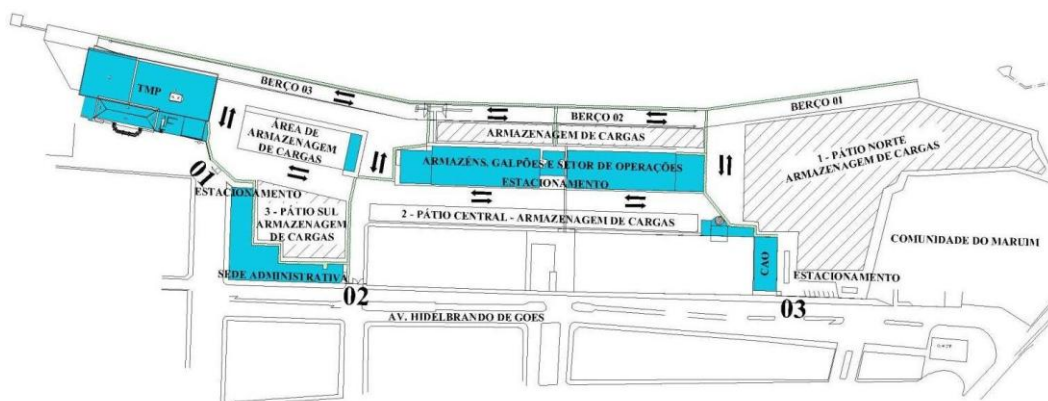 BERÇO 03
TMP
BERÇO 02
BERÇO 01
ÁREA DE
ARMAZENAGEM
DE CARGAS
ARMAZENAGEM DE CARGAS
1 - PÁTIO NORTE
ARMAZENAGEM DE CARGAS
ARMAZÉNS, GALPÕES E SETOR DE OPERAÇÕES
ESTACIONAMENTO
01
ESTACIONAMENTO
3 - PÁTIO SUL
ARMAZENAGEM
DE CARGAS
2 - PÁTIO CENTRAL - ARMAZENAGEM DE CARGAS
COMUNIDADE DO MARUIM
CAO
ESTACIONAMENTO
SEDE ADMINISTRATIVA
02
03
AV. HIDELBRANDO DE GOES